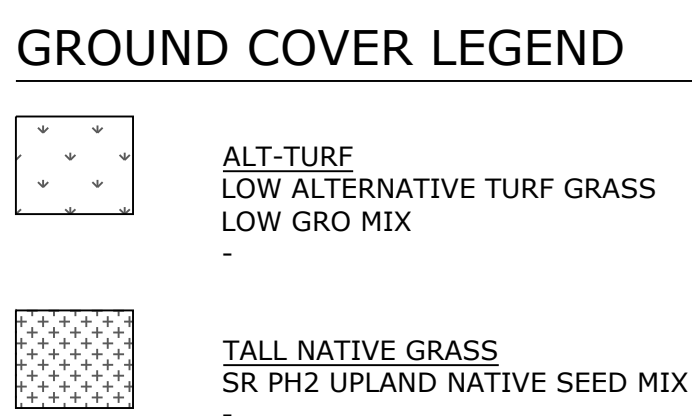 GROUND COVER LEGEND
ALT-TURF
LOW ALTERNATIVE TURF GRASS
LOW GRO MIX
-
TALL NATIVE GRASS
SR PH2 UPLAND NATIVE SEED MIX
-